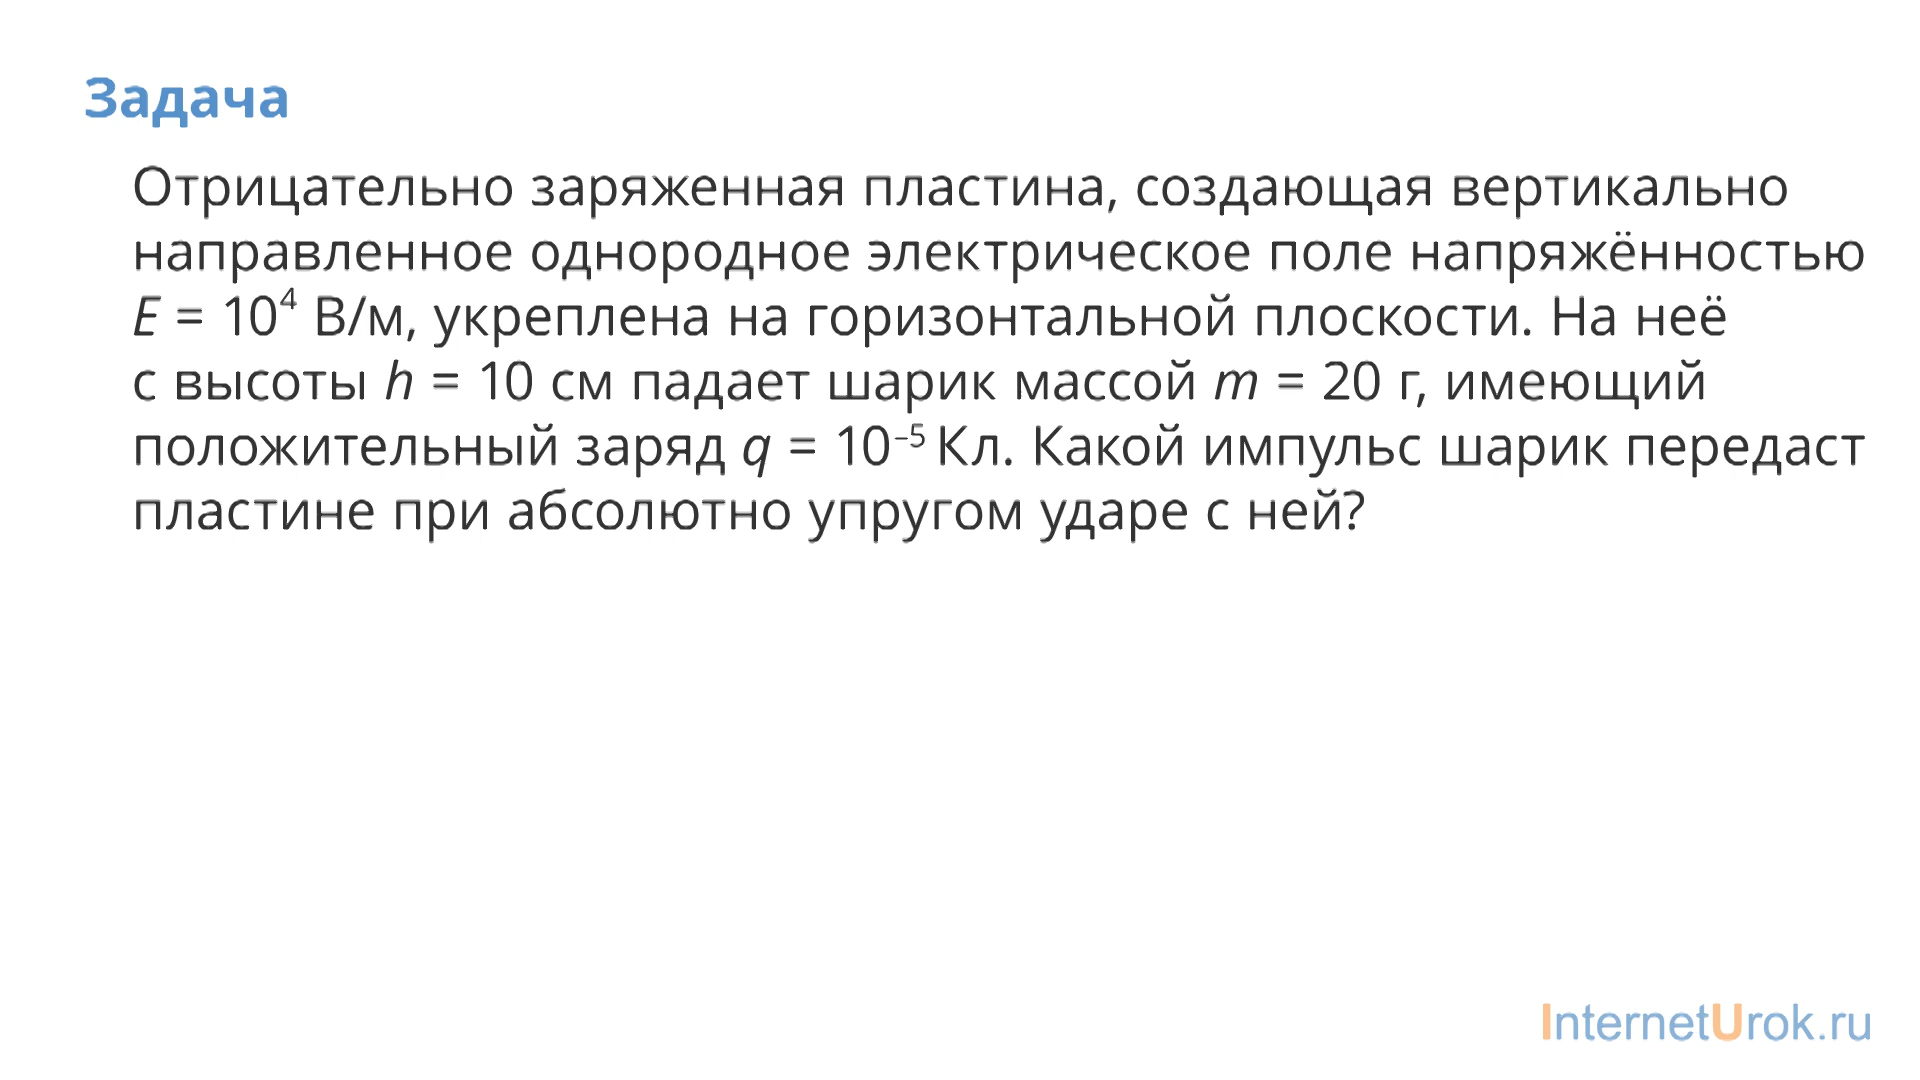 Задача
Отрицательно заряженная пластина, создающая вертикально
направленное однородное электрическое поле напряжённостью
E = 10⁴ В/м, укреплена на горизонтальной плоскости. На неё
с высоты h = 10 см падает шарик массой m = 20 г, имеющий
положительный заряд q = 10⁻⁵ Кл. Какой импульс шарик передаст
пластине при абсолютно упругом ударе с ней?
InternetUrok.ru